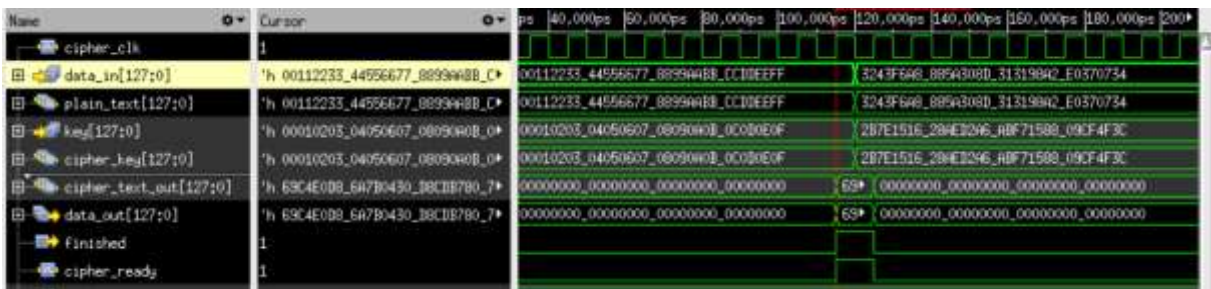 Name Cursor ps 40,000ps 60,000ps 80,000ps 100,000ps 120,000ps 140,000ps 160,000ps 180,000ps 200
cipher_clk 1
data_in[127:0] 'h 00112233_44556677_8899AABB_C 00112233_44556677_8899AABB_CCDDEEFF 3243F6A8_885A308D_313198A2_E0370734
plain_text[127:0] 'h 00112233_44556677_8899AABB_C 00112233_44556677_8899AABB_CCDDEEFF 3243F6A8_885A308D_313198A2_E0370734
key[127:0] 'h 00010203_04050607_08090A0B_0 00010203_04050607_08090A0B_0C0D0E0F 2B7E1516_28AED2A6_ABF71588_09CF4F3C
cipher_key[127:0] 'h 00010203_04050607_08090A0B_0 00010203_04050607_08090A0B_0C0D0E0F 2B7E1516_28AED2A6_ABF71588_09CF4F3C
cipher_text_out[127:0] 'h 69C4E0D8_6A7B0430_D8CDB780_7 00000000_00000000_00000000_00000000 69 00000000_00000000_00000000_00000000
data_out[127:0] 'h 69C4E0D8_6A7B0430_D8CDB780_7 00000000_00000000_00000000_00000000 69 00000000_00000000_00000000_00000000
finished 1
cipher_ready 1